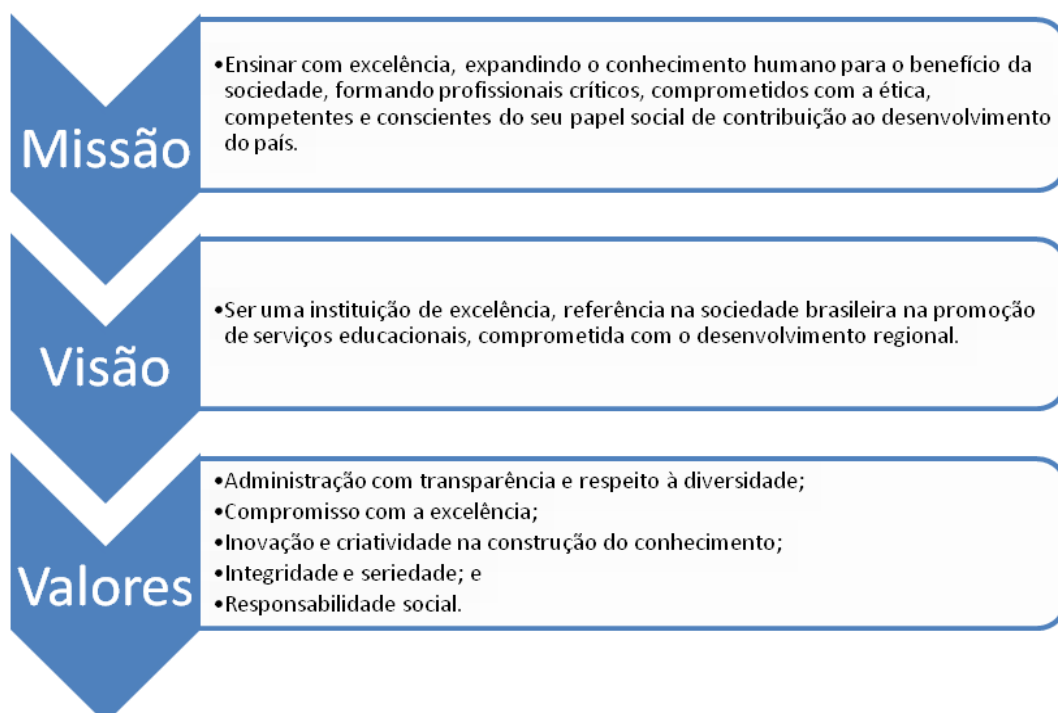 Missão
•Ensinar com excelência, expandindo o conhecimento humano para o benefício da
sociedade, formando profissionais críticos, comprometidos com a ética,
competentes e conscientes do seu papel social de contribuição ao desenvolvimento
do país.
Visão
•Ser uma instituição de excelência, referência na sociedade brasileira na promoção
de serviços educacionais, comprometida com o desenvolvimento regional.
Valores
•Administração com transparência e respeito à diversidade;
•Compromisso com a excelência;
•Inovação e criatividade na construção do conhecimento;
•Integridade e seriedade; e
•Responsabilidade social.